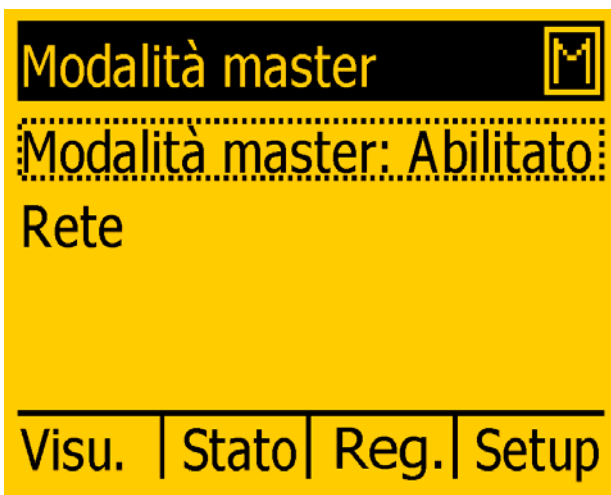 Modalità master M
Modalità master: Abilitato
Rete
Visu. Stato Reg. Setup